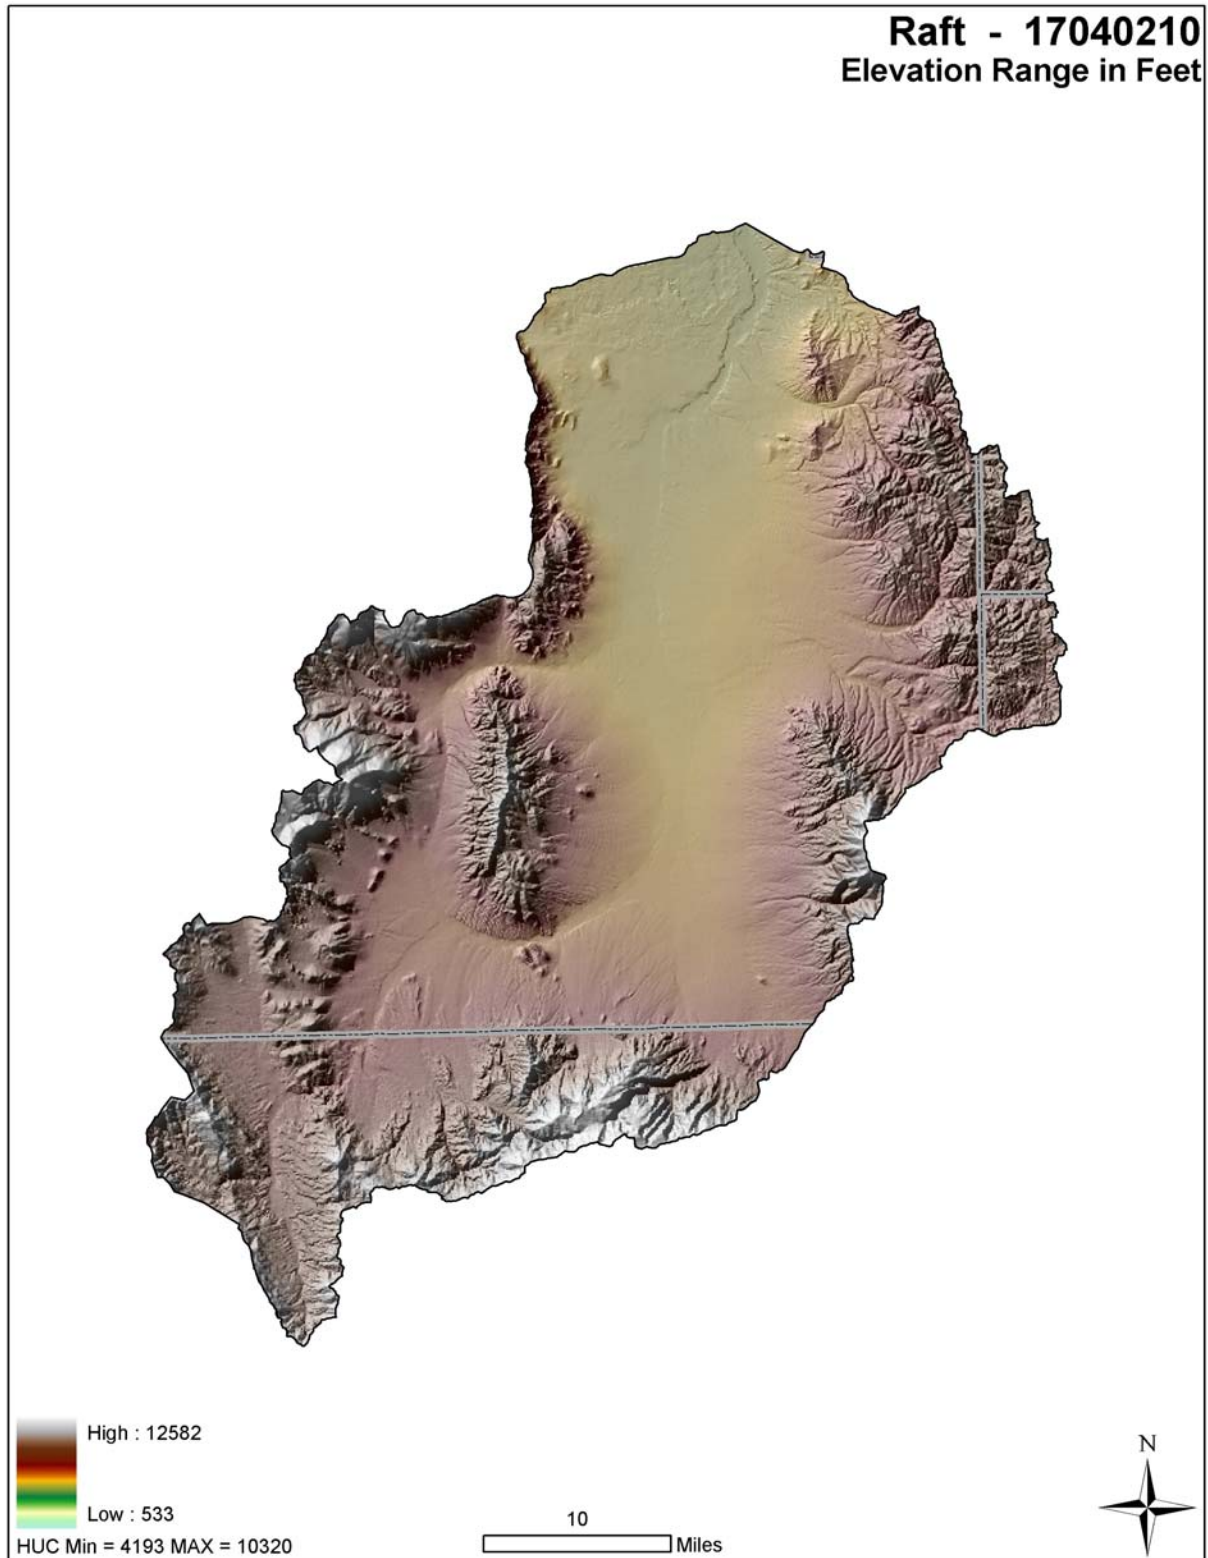 Raft - 17040210
Elevation Range in Feet
High : 12582
Low : 533
HUC Min = 4193 MAX = 10320
10
Miles
N